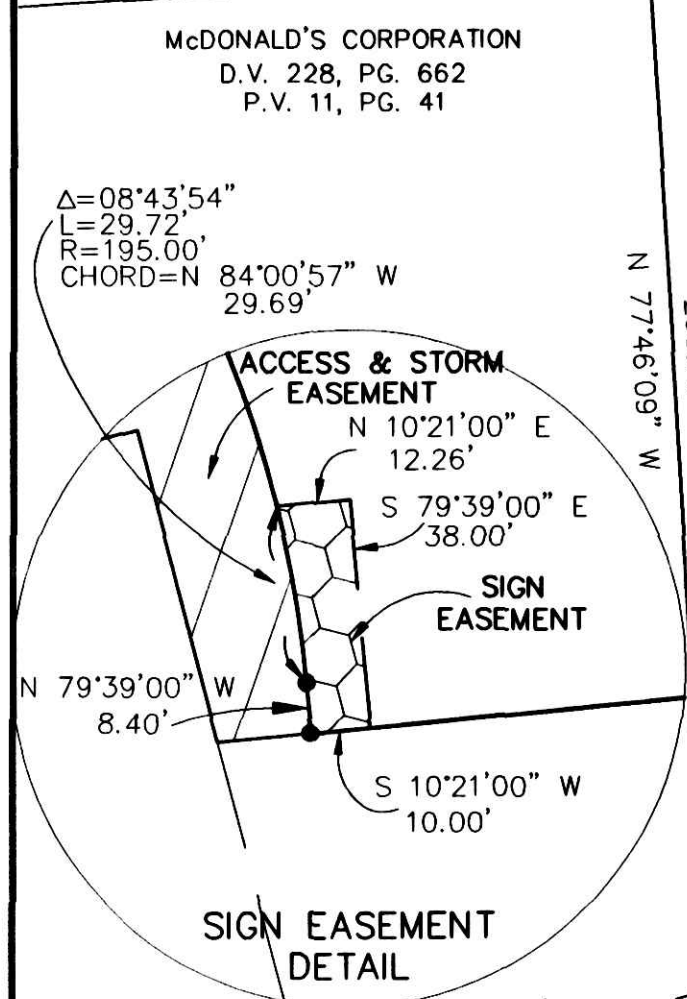 McDONALD'S CORPORATION
D.V. 228, PG. 662
P.V. 11, PG. 41
Δ=08°43'54"
L=29.72'
R=195.00'
CHORD=N 84°00'57" W
29.69'
N 77°46'09" W
ACCESS & STORM
EASEMENT
N 10°21'00" E
12.26'
S 79°39'00" E
38.00'
SIGN
EASEMENT
N 79°39'00" W
8.40'
S 10°21'00" W
10.00'
SIGN EASEMENT
DETAIL